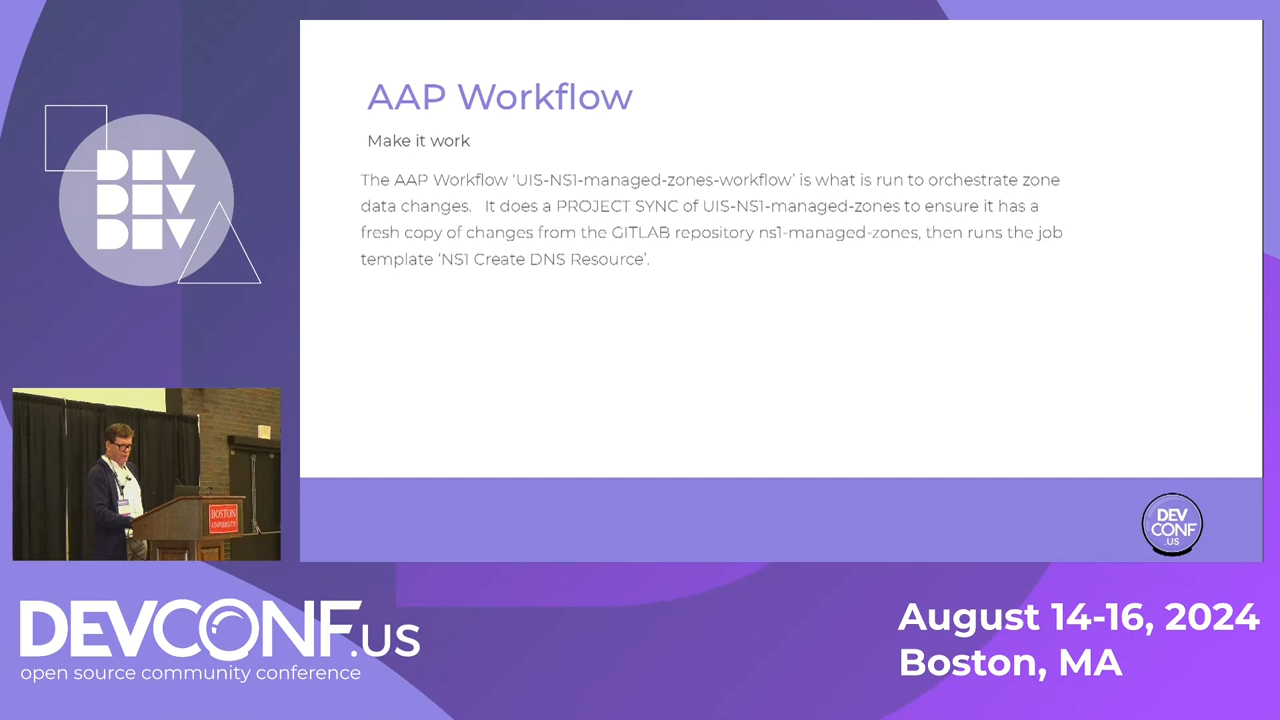 AAP Workflow
Make it work
The AAP Workflow ‘UIS-NS1-managed-zones-workflow’ is what is run to orchestrate zone
data changes.   It does a PROJECT SYNC of UIS-NS1-managed-zones to ensure it has a
fresh copy of changes from the GITLAB repository ns1-managed-zones, then runs the job
template ‘NS1 Create DNS Resource’.
DEV
DEV
DEV
BOSTON
UNIVERSITY
DEV
CONF
.US
DEVCONF.US
open source community conference
August 14-16, 2024
Boston, MA